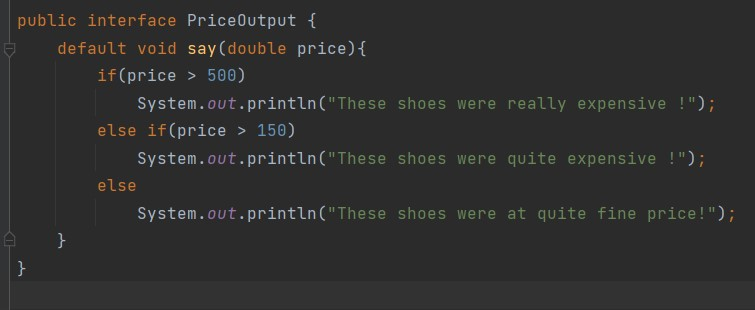 public interface PriceOutput {
    default void say(double price){
        if(price > 500)
            System.out.println("These shoes were really expensive !");
        else if(price > 150)
            System.out.println("These shoes were quite expensive !");
        else
            System.out.println("These shoes were at quite fine price!");
    }
}